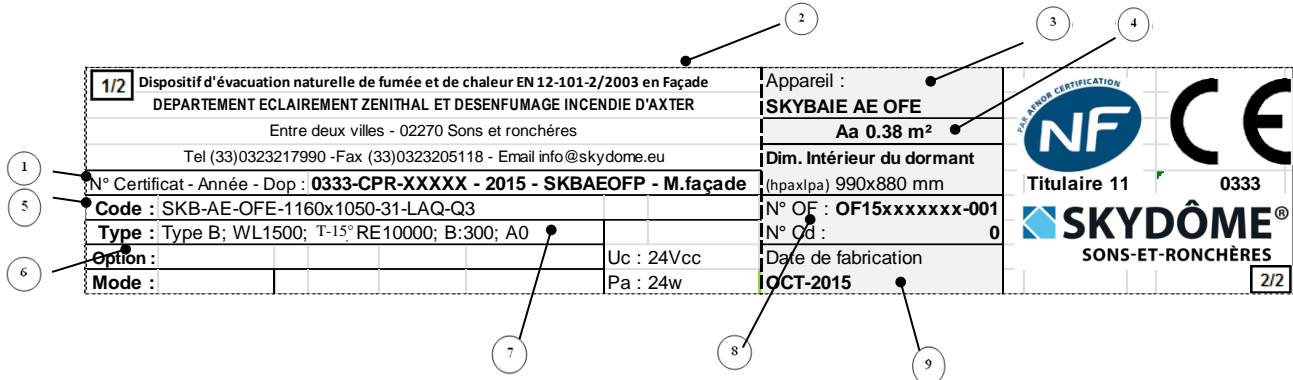 2
3
4
1/2 Dispositif d'évacuation naturelle de fumée et de chaleur EN 12-101-2/2003 en Façade
DEPARTEMENT ECLAIREMENT ZENITHAL ET DESENFUMAGE INCENDIE D'AXTER
Entre deux villes - 02270 Sons et ronchéres
Tel (33)0323217990 -Fax (33)0323205118 - Email info@skydome.eu
1
N° Certificat - Année - Dop : 0333-CPR-XXXXX - 2015 - SKBAEOFP - M.façade
5
Code : SKB-AE-OFE-1160x1050-31-LAQ-Q3
Type : Type B; WL1500; T-15° RE10000; B:300; A0
6
Option : Uc : 24Vcc
Mode : Pa : 24w
Appareil :
SKYBAIE AE OFE
Aa 0.38 m²
Dim. Intérieur du dormant
(hpaxlpa) 990x880 mm
N° OF : OF15xxxxxxx-001
N° Cd : 0
Date de fabrication
OCT-2015
PAR AFNOR CERTIFICATION
NF
CE
Titulaire 11 0333
SKYDÔME®
SONS-ET-RONCHÈRES
2/2
7
8
9